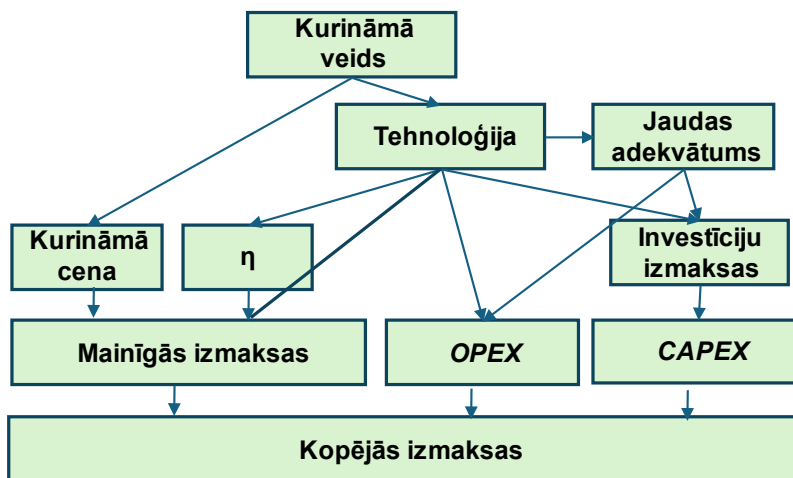 Kurināmā
veids
Tehnoloģija
Jaudas
adekvātums
Kurināmā
cena
η
Investīciju
izmaksas
Mainīgās izmaksas
OPEX
CAPEX
Kopējās izmaksas